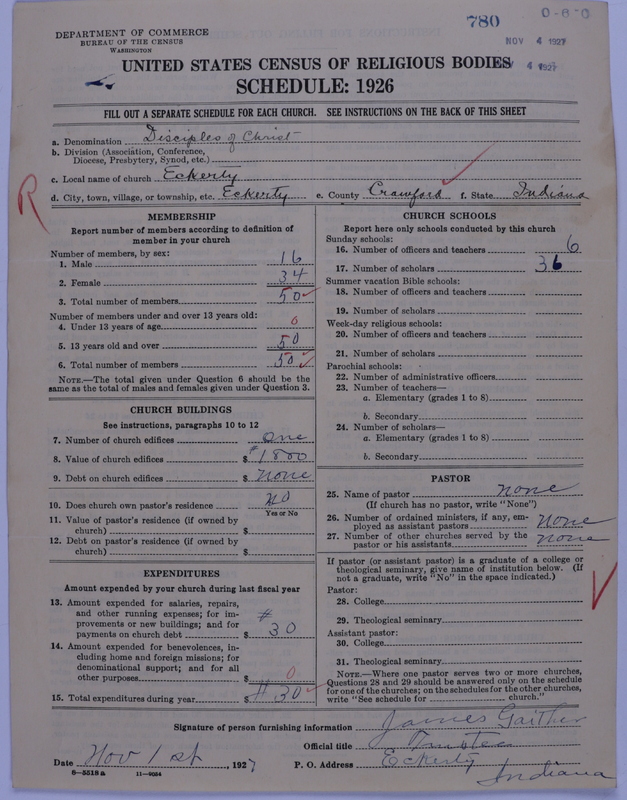 780
0-6-0
DEPARTMENT OF COMMERCE
BUREAU OF THE CENSUS
WASHINGTON
NOV 4 1927
4 1927
UNITED STATES CENSUS OF RELIGIOUS BODIES
SCHEDULE: 1926
FILL OUT A SEPARATE SCHEDULE FOR EACH CHURCH. SEE INSTRUCTIONS ON THE BACK OF THIS SHEET
a. Denomination Disciples of Christ
b. Division (Association, Conference,
Diocese, Presbytery, Synod, etc.)
c. Local name of church Eckerty
R
d. City, town, village, or township, etc. Eckerty e. County Crawford f. State Indiana
MEMBERSHIP
Report number of members according to definition of
member in your church
Number of members, by sex:
1. Male 16
2. Female 34
3. Total number of members 50
Number of members under and over 13 years old:
4. Under 13 years of age 0
5. 13 years old and over 50
6. Total number of members 50
NOTE.—The total given under Question 6 should be the
same as the total of males and females given under Question 3.
CHURCH BUILDINGS
See instructions, paragraphs 10 to 12
7. Number of church edifices One
8. Value of church edifices $ 1800
9. Debt on church edifices $ None
10. Does church own pastor's residence No
Yes or No
11. Value of pastor's residence (if owned by
church) $
12. Debt on pastor's residence (if owned by
church) $
EXPENDITURES
Amount expended by your church during last fiscal year
13. Amount expended for salaries, repairs,
and other running expenses; for im-
provements or new buildings; and for
payments on church debt $ 30
14. Amount expended for benevolences, in-
cluding home and foreign missions; for
denominational support; and for all
other purposes $ 0
15. Total expenditures during year $ 30
CHURCH SCHOOLS
Report here only schools conducted by this church
Sunday schools:
16. Number of officers and teachers 6
17. Number of scholars 36
Summer vacation Bible schools:
18. Number of officers and teachers
19. Number of scholars
Week-day religious schools:
20. Number of officers and teachers
21. Number of scholars
Parochial schools:
22. Number of administrative officers
23. Number of teachers—
a. Elementary (grades 1 to 8)
b. Secondary
24. Number of scholars—
a. Elementary (grades 1 to 8)
b. Secondary
PASTOR
25. Name of pastor none
(If church has no pastor, write "None")
26. Number of ordained ministers, if any, em-
ployed as assistant pastors none
27. Number of other churches served by the
pastor or his assistants none
If pastor (or assistant pastor) is a graduate of a college or
theological seminary, give name of institution below. (If
not a graduate, write "No" in the space indicated.)
Pastor:
28. College
29. Theological seminary
Assistant pastor:
30. College
31. Theological seminary
NOTE.—Where one pastor serves two or more churches,
Questions 28 and 29 should be answered only on the schedule
for one of the churches; on the schedules for the other churches,
write "See schedule for church."
Signature of person furnishing information James Gaither
Official title Trustee
Date Nov 1 st, 1927 P. O. Address Eckerty
Indiana
6—5518 a 11—9024